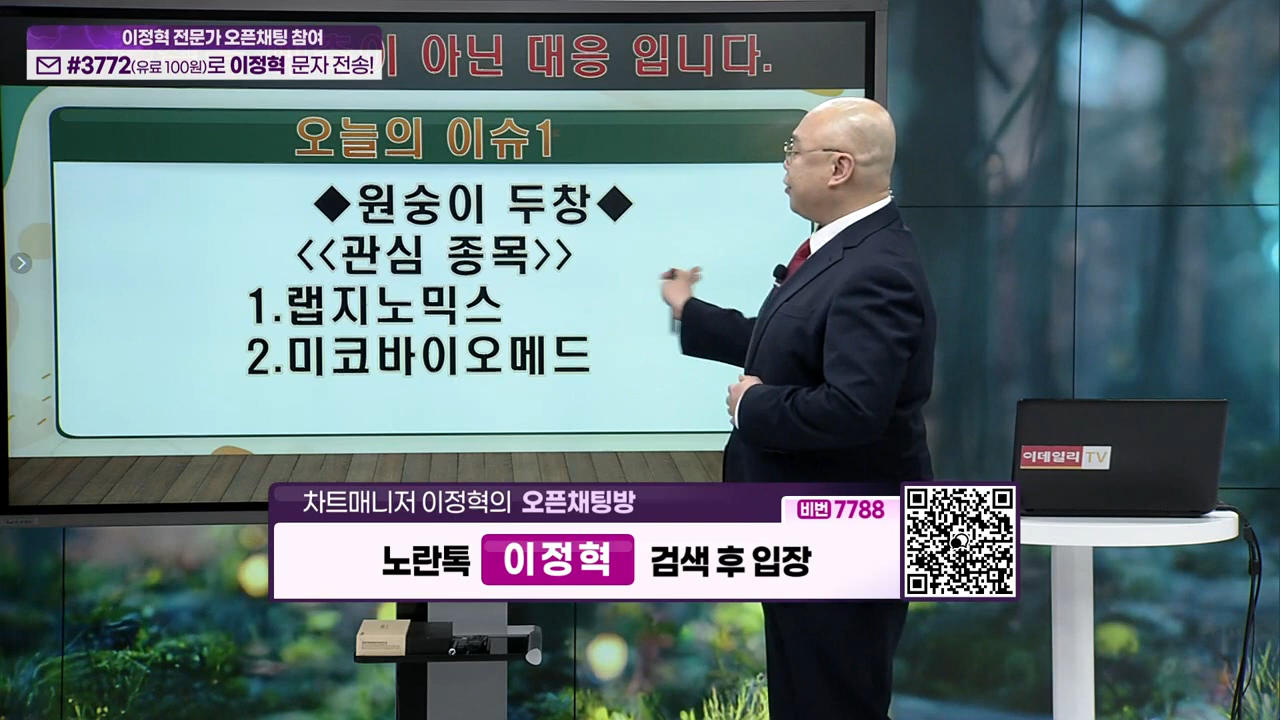 이정혁 전문가 오픈채팅 참여
#3772(유료 100원)로 이정혁 문자 전송!
이 아닌 대응 입니다.
오늘의 이슈1
◆원숭이 두창◆
<<관심 종목>>
1.랩지노믹스
2.미코바이오메드
이데일리 TV
차트매니저 이정혁의 오픈채팅방
비번 7788
노란톡 이정혁 검색 후 입장